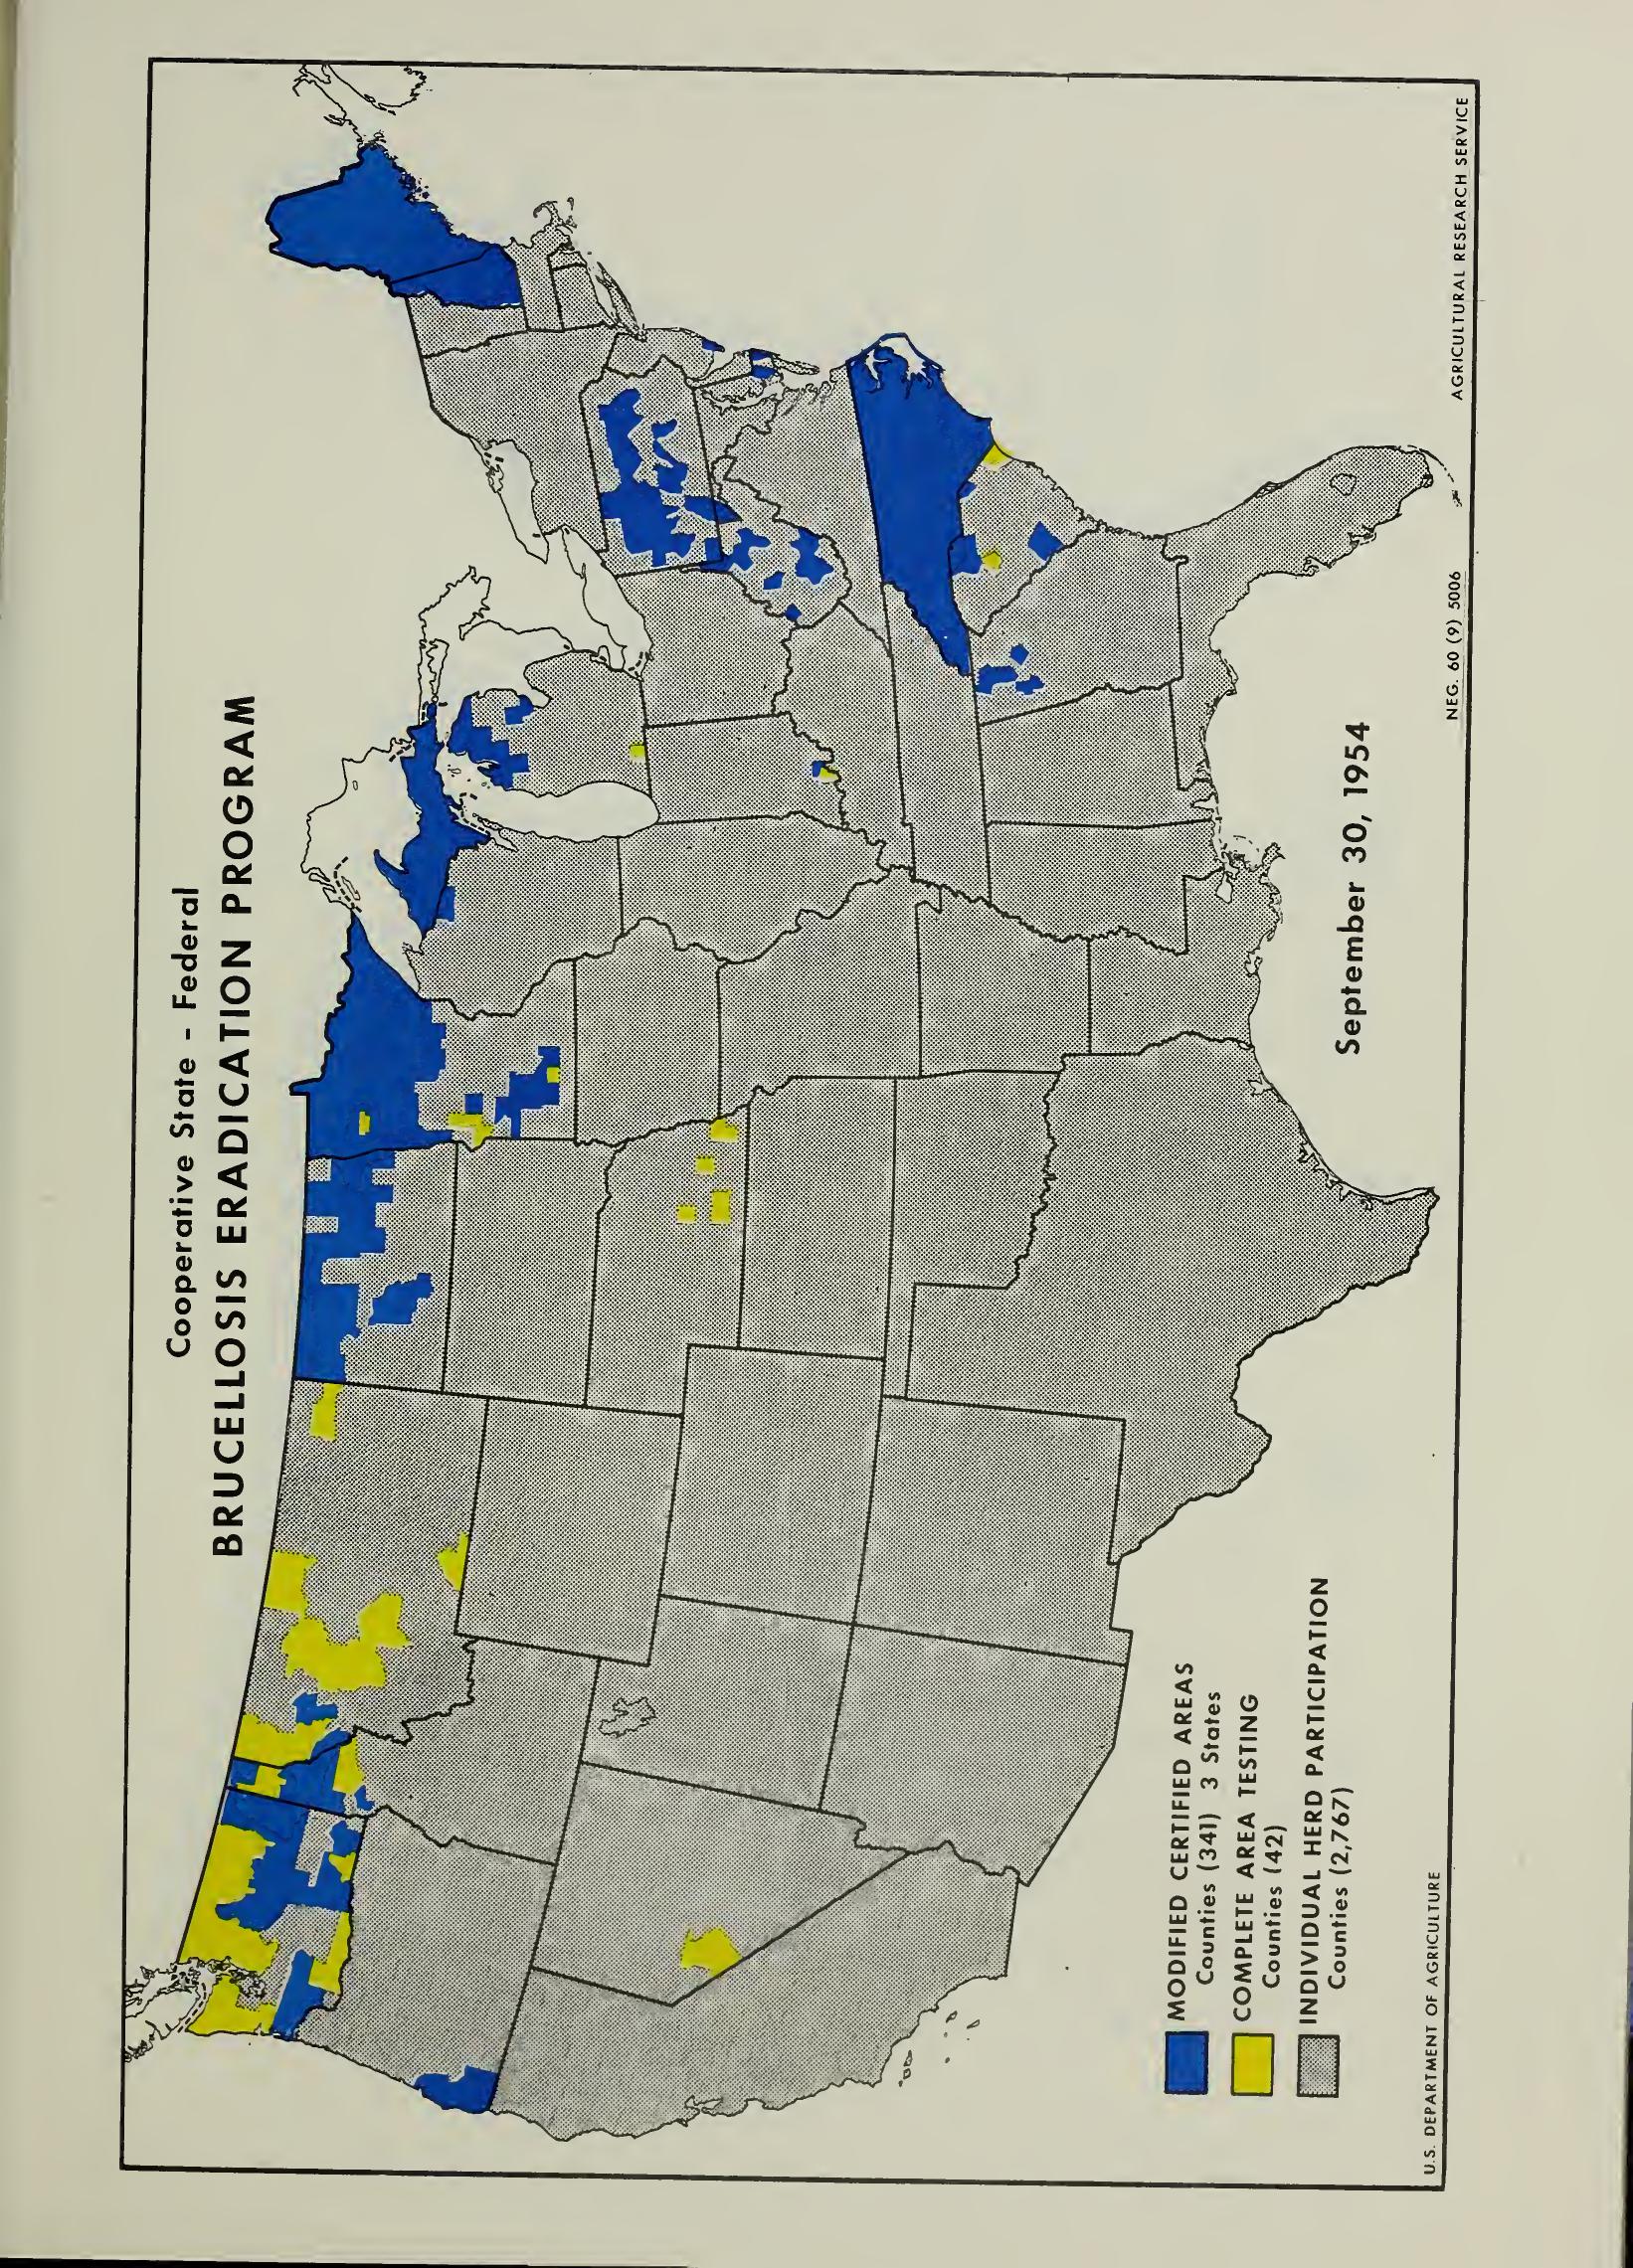 Cooperative State - Federal
BRUCELLOSIS ERADICATION PROGRAM
MODIFIED CERTIFIED AREAS
Counties (341) 3 States
COMPLETE AREA TESTING
Counties (42)
INDIVIDUAL HERD PARTICIPATION
Counties (2,767)
September 30, 1954
U.S. DEPARTMENT OF AGRICULTURE
NEG. 60 (9) 5006
AGRICULTURAL RESEARCH SERVICE